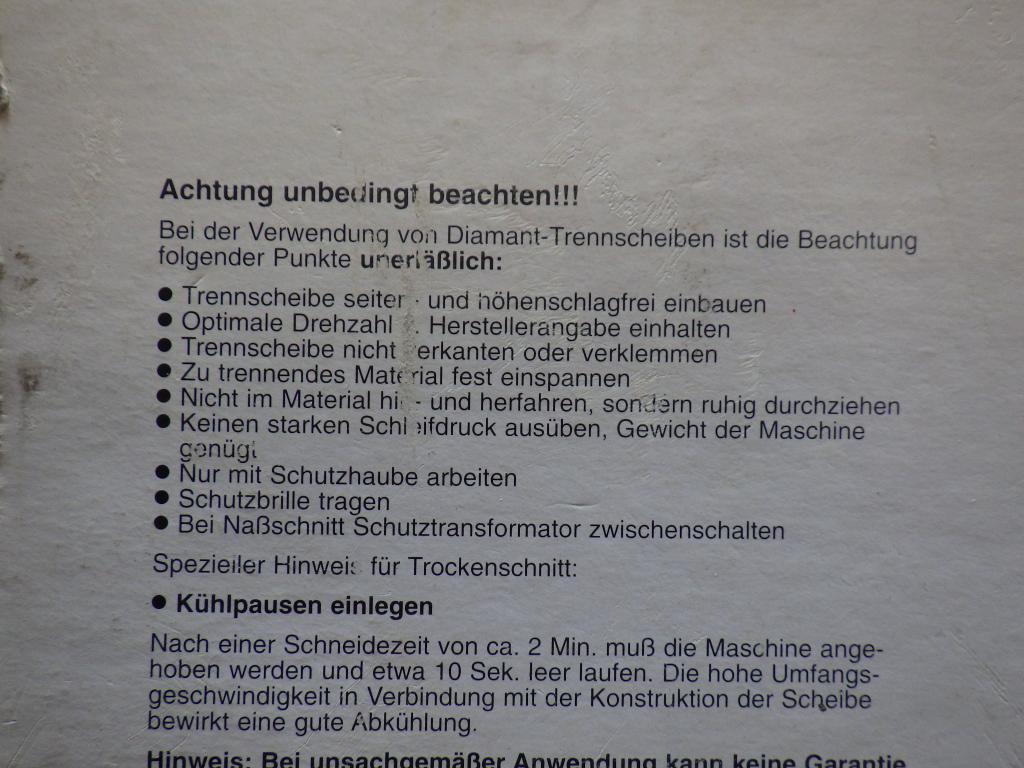 Achtung unbedingt beachten!!!
Bei der Verwendung von Diamant-Trennscheiben ist die Beachtung
folgender Punkte unerläßlich:
● Trennscheibe seiten- und höhenschlagfrei einbauen
● Optimale Drehzahl Herstellerangabe einhalten
● Trennscheibe nicht verkanten oder verklemmen
● Zu trennendes Material fest einspannen
● Nicht im Material hin- und herfahren, sondern ruhig durchziehen
● Keinen starken Schleifdruck ausüben, Gewicht der Maschine
genügt
● Nur mit Schutzhaube arbeiten
● Schutzbrille tragen
● Bei Naßschnitt Schutztransformator zwischenschalten
Spezieller Hinweis für Trockenschnitt:
● Kühlpausen einlegen
Nach einer Schneidezeit von ca. 2 Min. muß die Maschine ange-
hoben werden und etwa 10 Sek. leer laufen. Die hohe Umfangs-
geschwindigkeit in Verbindung mit der Konstruktion der Scheibe
bewirkt eine gute Abkühlung.
Hinweis: Bei unsachgemäßer Anwendung kann keine Garantie